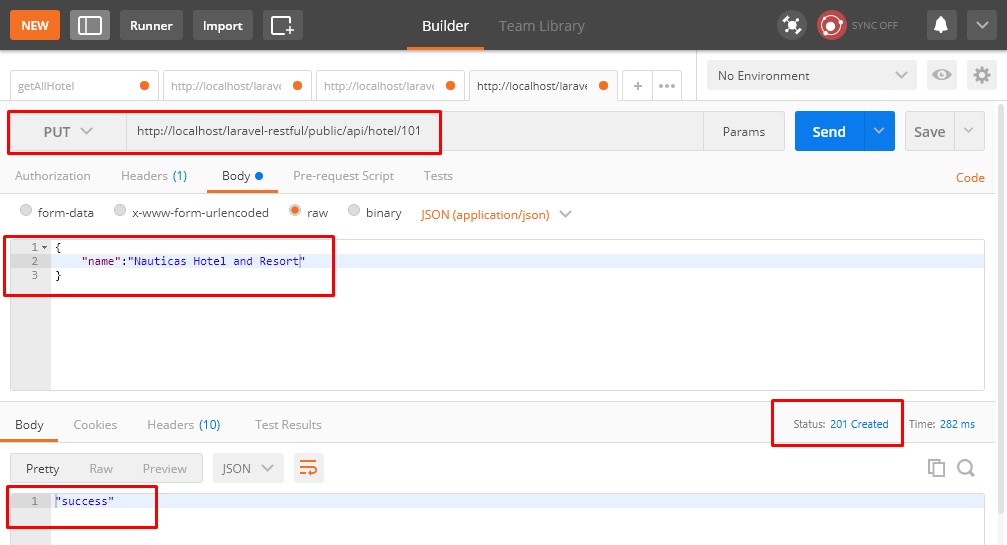 NEW Runner Import Builder Team Library SYNC OFF
getAllHotel http://localhost/larave http://localhost/larave http://localhost/larave + ••• No Environment
PUT http://localhost/laravel-restful/public/api/hotel/101 Params Send Save
Authorization Headers (1) Body Pre-request Script Tests Code
form-data x-www-form-urlencoded raw binary JSON (application/json)
1 {
2 "name":"Nauticas Hotel and Resort"
3 }
Body Cookies Headers (10) Test Results Status: 201 Created Time: 282 ms
Pretty Raw Preview JSON
1 "success"